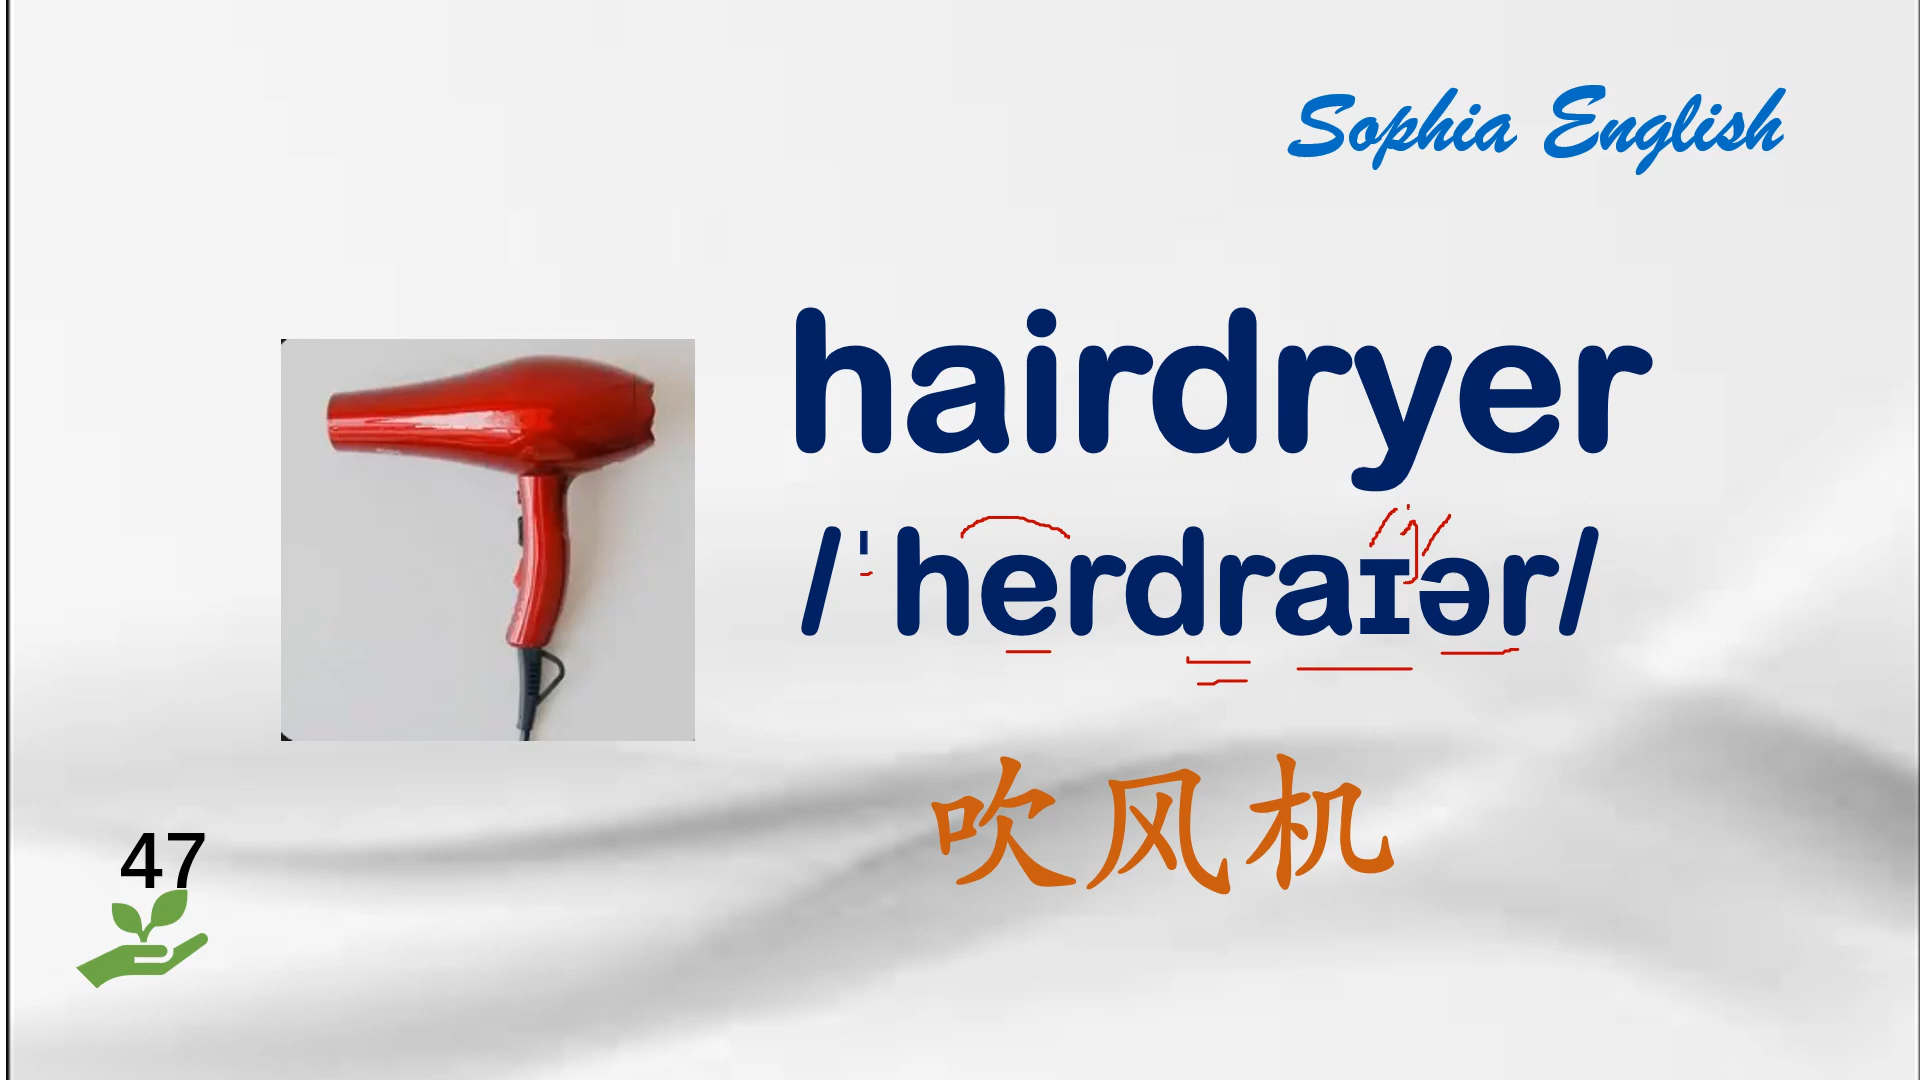 Sophia English
hairdryer
/ˈherdraɪər/
j
吹风机
47